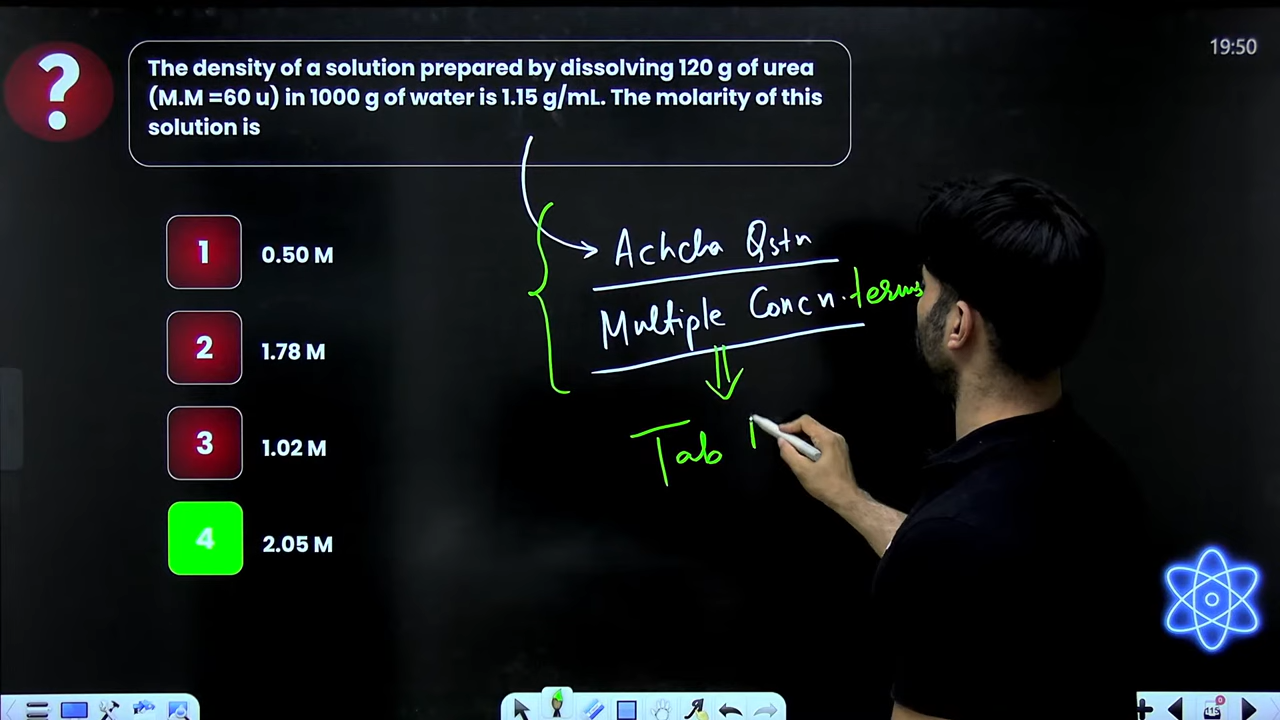 19:50
?
The density of a solution prepared by dissolving 120 g of urea
(M.M =60 u) in 1000 g of water is 1.15 g/mL. The molarity of this
solution is
1 0.50 M
2 1.78 M
3 1.02 M
4 2.05 M
Achcha Qstn
Multiple Concn. terms
Tab
115